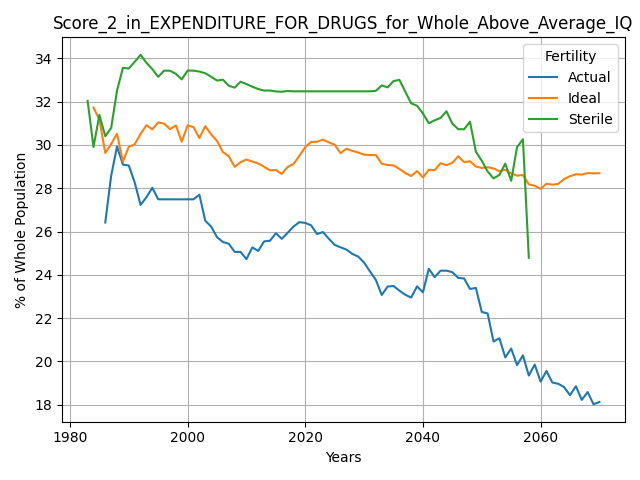 Score_2_in_EXPENDITURE_FOR_DRUGS_for_Whole_Above_Average_IQ
Fertility
Actual
Ideal
Sterile
% of Whole Population
34
32
30
28
26
24
22
20
18
1980
2000
2020
2040
2060
Years